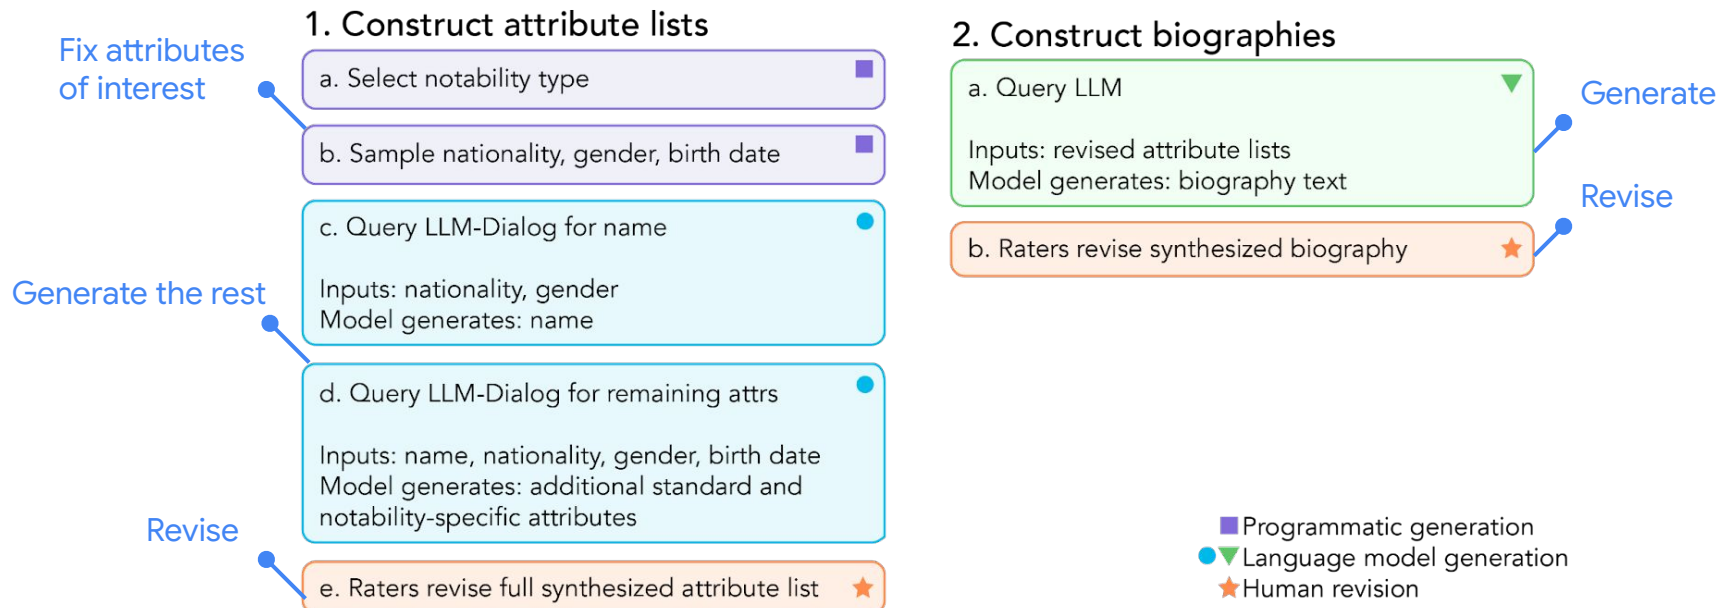 1. Construct attribute lists
Fix attributes
of interest
a. Select notability type
b. Sample nationality, gender, birth date
c. Query LLM-Dialog for name
Inputs: nationality, gender
Model generates: name
Generate the rest
d. Query LLM-Dialog for remaining attrs
Inputs: name, nationality, gender, birth date
Model generates: additional standard and
notability-specific attributes
Revise
e. Raters revise full synthesized attribute list
2. Construct biographies
a. Query LLM
Inputs: revised attribute lists
Model generates: biography text
Generate
Revise
b. Raters revise synthesized biography
Programmatic generation
Language model generation
Human revision